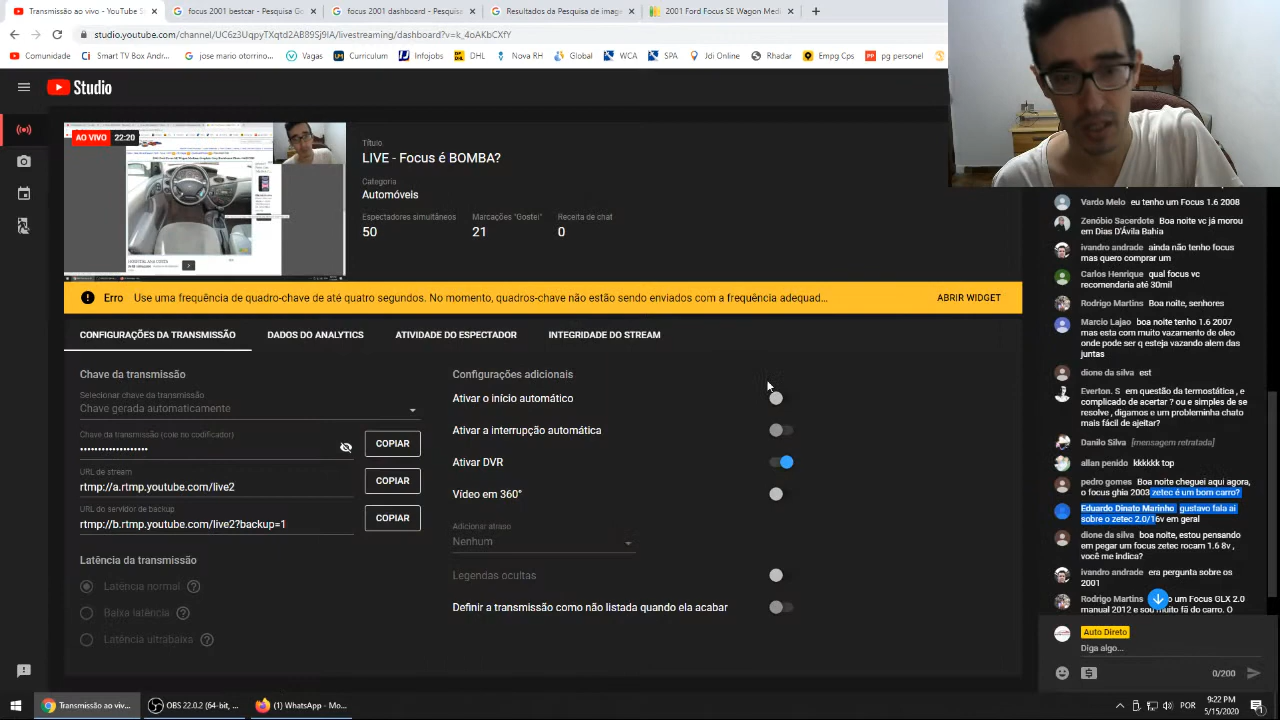 Transmissão ao vivo - YouTube S
focus 2001 bestcar - Pesquisa Go
focus 2001 dashboard - Pesquisa
Resultados da Pesquisa de image
2001 Ford Focus SE Wagon Medi
studio.youtube.com/channel/UC6z3UqpyTXqtd2AB89Sj9IA/livestreaming/dashboard?v=k_4oAkbCXfY
Comunidade
Smart TV Box Androi
george jose otorrino
Vagas
Curriculum
Infojobs
DHL
Nova RH
Global
WCA
SPA
Joi Online
Rhadar
Empg Cps
pg personel
Studio
AO VIVO 22:20
Título
LIVE - Focus é BOMBA?
Categoria
Automóveis
Espectadores simultâneos
Marcações "Gostei"
Receita de chat
50
21
0
Erro Use uma frequência de quadro-chave de até quatro segundos. No momento, quadros-chave não estão sendo enviados com a frequência adequad...
ABRIR WIDGET
CONFIGURAÇÕES DA TRANSMISSÃO
DADOS DO ANALYTICS
ATIVIDADE DO ESPECTADOR
INTEGRIDADE DO STREAM
Chave da transmissão
Selecionar chave da transmissão
Chave gerada automaticamente
Chave da transmissão (cole no codificador)
••••••••••••••••••
COPIAR
URL de stream
rtmp://a.rtmp.youtube.com/live2
COPIAR
URL do servidor de backup
rtmp://b.rtmp.youtube.com/live2?backup=1
COPIAR
Latência da transmissão
Latência normal
Baixa latência
Latência ultrabaixa
Configurações adicionais
Ativar o início automático
Ativar a interrupção automática
Ativar DVR
Vídeo em 360°
Adicionar atraso
Nenhum
Legendas ocultas
Definir a transmissão como não listada quando ela acabar
Vardo Melo eu tenho um Focus 1.6 2008
Zenóbio Sacerdote Boa noite vc já morou
em Dias D'Ávila Bahia
ivandro andrade ainda não tenho focus
mas quero comprar um
Carlos Henrique qual focus vc
recomendaria até 30mil
Rodrigo Martins Boa noite, senhores
Marcio Lajao boa noite tenho 1.6 2007
mas esta com muito vazamento de oleo
onde pode ser q esteja vazando alem das
juntas
dione da silva est
Everton. S em questão da termostática , e
complicado de acertar ? ou e simples de se
resolve , digamos e um probleminha chato
mais fácil de ajeitar?
Danilo Silva [mensagem retratada]
allan penido kkkkkk top
pedro gomes Boa noite cheguei aqui agora,
o focus ghia 2003 zetec é um bom carro?
Eduardo Dinato Marinho gustavo fala ai
sobre o zetec 2.0/16v em geral
dione da silva boa noite, estou pensando
em pegar um focus zetec rocam 1.6 8v ,
você me indica?
ivandro andrade era pergunta sobre os
2001
Rodrigo Martins um Focus GLX 2.0
manual 2012 e sou muito fã do carro. O
Auto Direto
Diga algo...
0/200
Transmissão ao viv...
OBS 22.0.2 (64-bit, ...
(1) WhatsApp - Mo...
POR
9:22 PM
5/15/2020